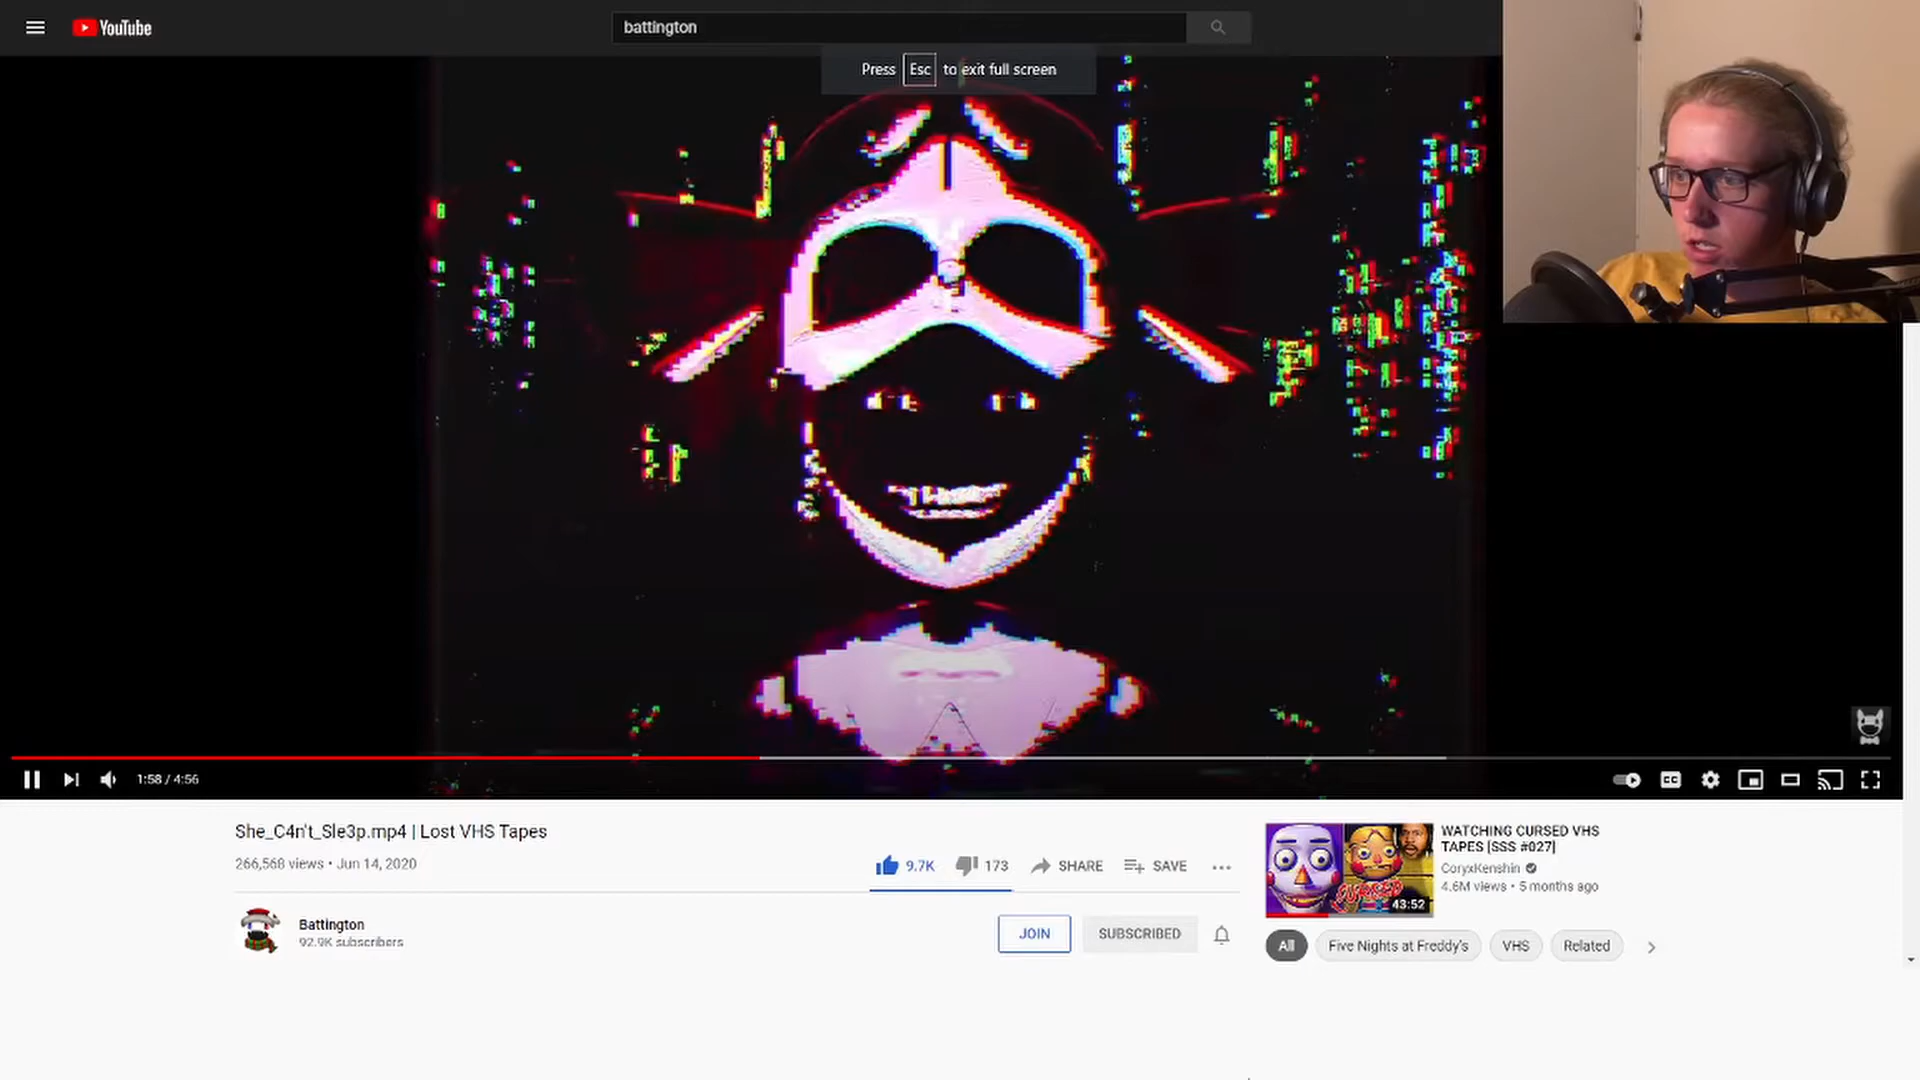 YouTube
battington
Press Esc to exit full screen
1:58 / 4:56
CC
She_C4n't_Sle3p.mp4 | Lost VHS Tapes
266,568 views • Jun 14, 2020
9.7K
173
SHARE
SAVE
Battington
92.9K subscribers
JOIN
SUBSCRIBED
CURSED
43:52
WATCHING CURSED VHS
TAPES [SSS #027]
CoryxKenshin
4.6M views • 5 months ago
All
Five Nights at Freddy's
VHS
Related